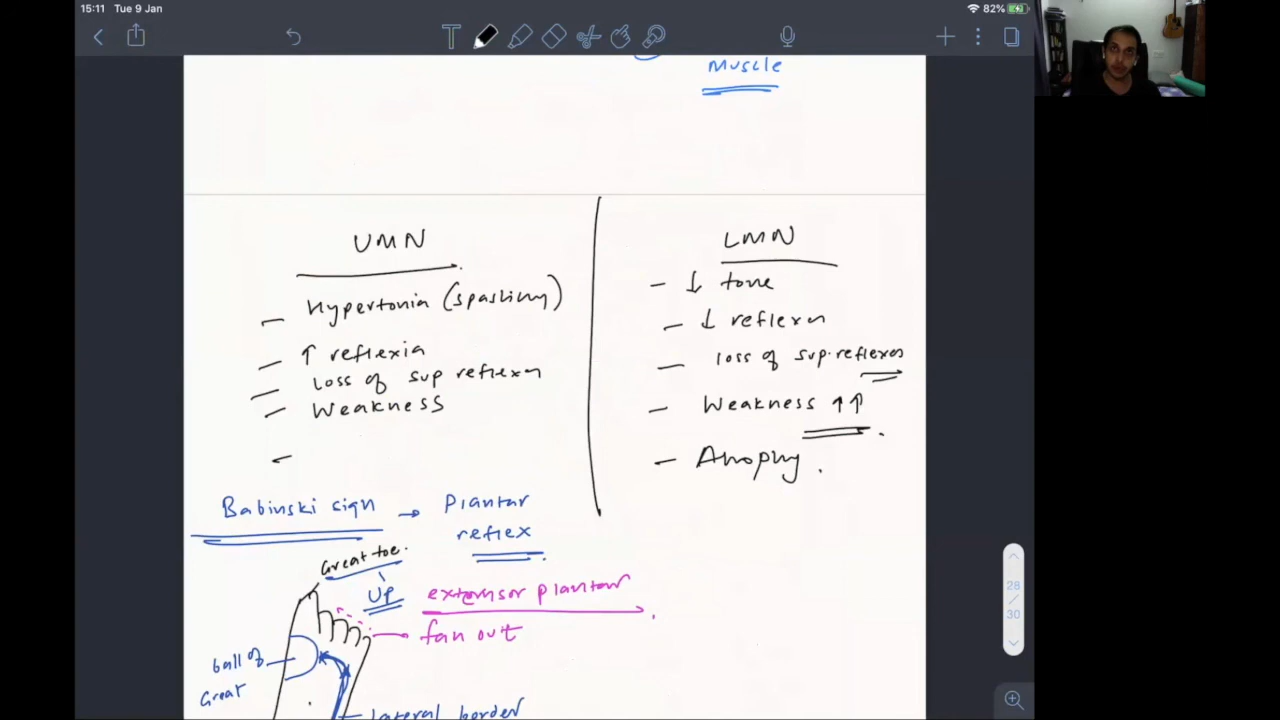 15:11 Tue 9 Jan
82%
T
Muscle
UMN
- Hypertonia (spasticity)
- ↑ reflexia
- loss of sup reflexes
- Weakness
-
LMN
- ↓ tone
- ↓ reflexes
- loss of sup. reflexes
- Weakness ↑↑
- Atrophy.
Babinski sign → Plantar
reflex
Great toe.
UP
extensor plantar
fan out
ball of
Great
lateral border
28
/
30